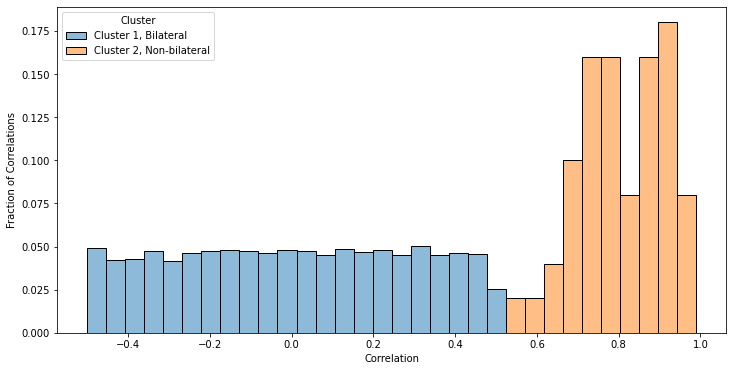 Cluster
Cluster 1, Bilateral
Cluster 2, Non-bilateral
Fraction of Correlations
0.175
0.150
0.125
0.100
0.075
0.050
0.025
0.000
−0.4 −0.2 0.0 0.2 0.4 0.6 0.8 1.0
Correlation